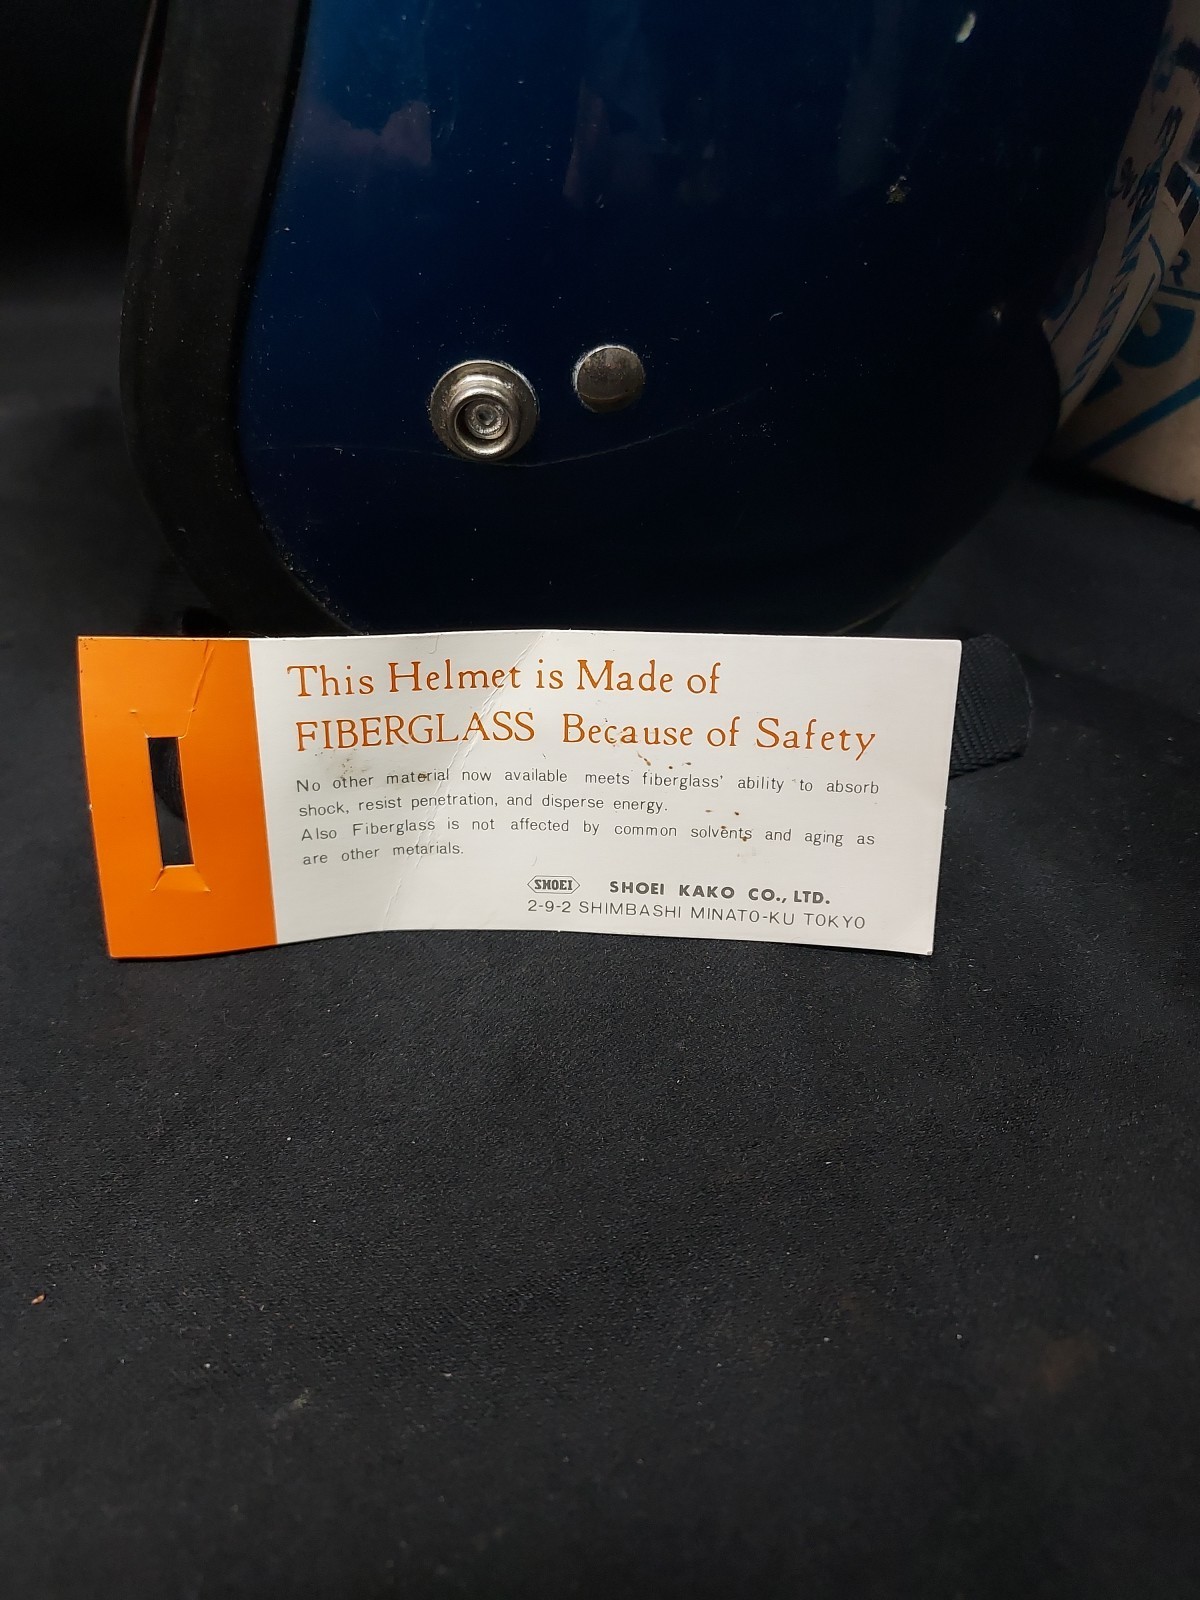 This Helmet is Made of
FIBERGLASS Because of Safety
No other material now available meets fiberglass' ability to absorb
shock, resist penetration, and disperse energy.
Also Fiberglass is not affected by common solvents and aging as
are other metarials.
SHOEI SHOEI KAKO CO., LTD.
2-9-2 SHIMBASHI MINATO-KU TOKYO